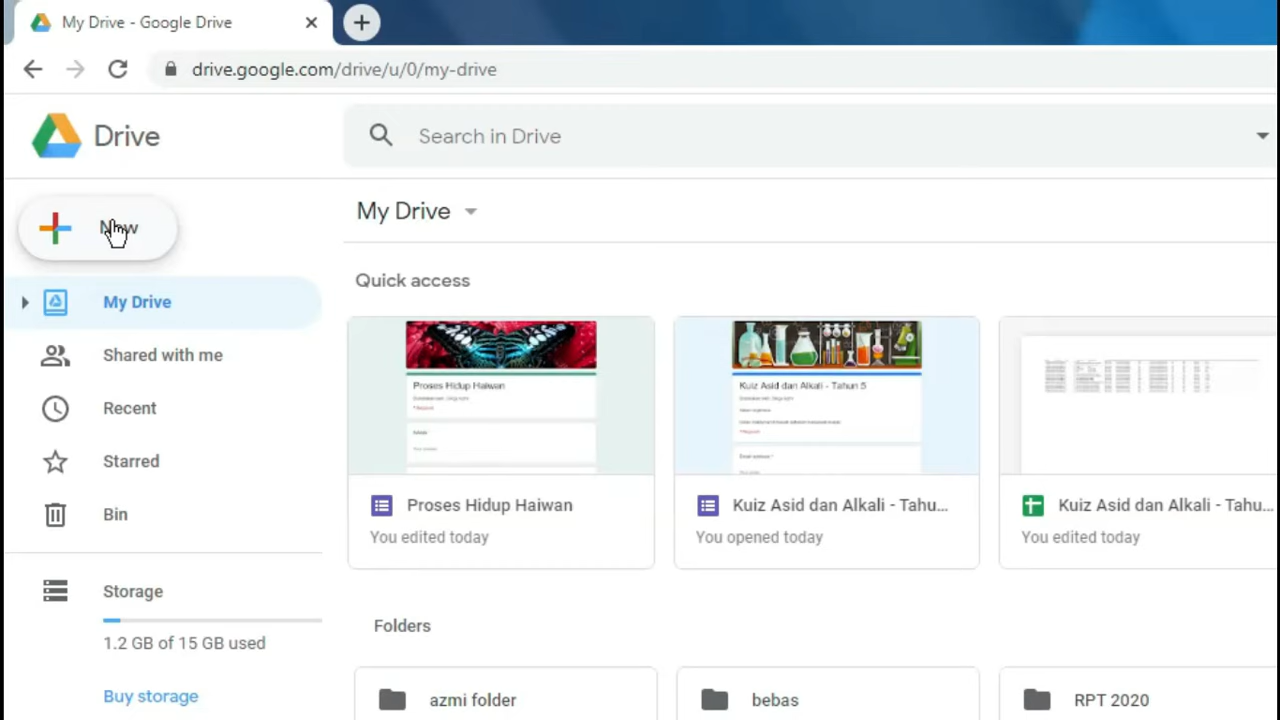 My Drive - Google Drive
drive.google.com/drive/u/0/my-drive
Drive
Search in Drive
New
My Drive
My Drive
Shared with me
Recent
Starred
Bin
Storage
1.2 GB of 15 GB used
Buy storage
Quick access
Proses Hidup Haiwan
Proses Hidup Haiwan
You edited today
Kuiz Asid dan Alkali - Tahun 5
Kuiz Asid dan Alkali - Tahu...
You opened today
Kuiz Asid dan Alkali - Tahu...
You edited today
Folders
azmi folder
bebas
RPT 2020